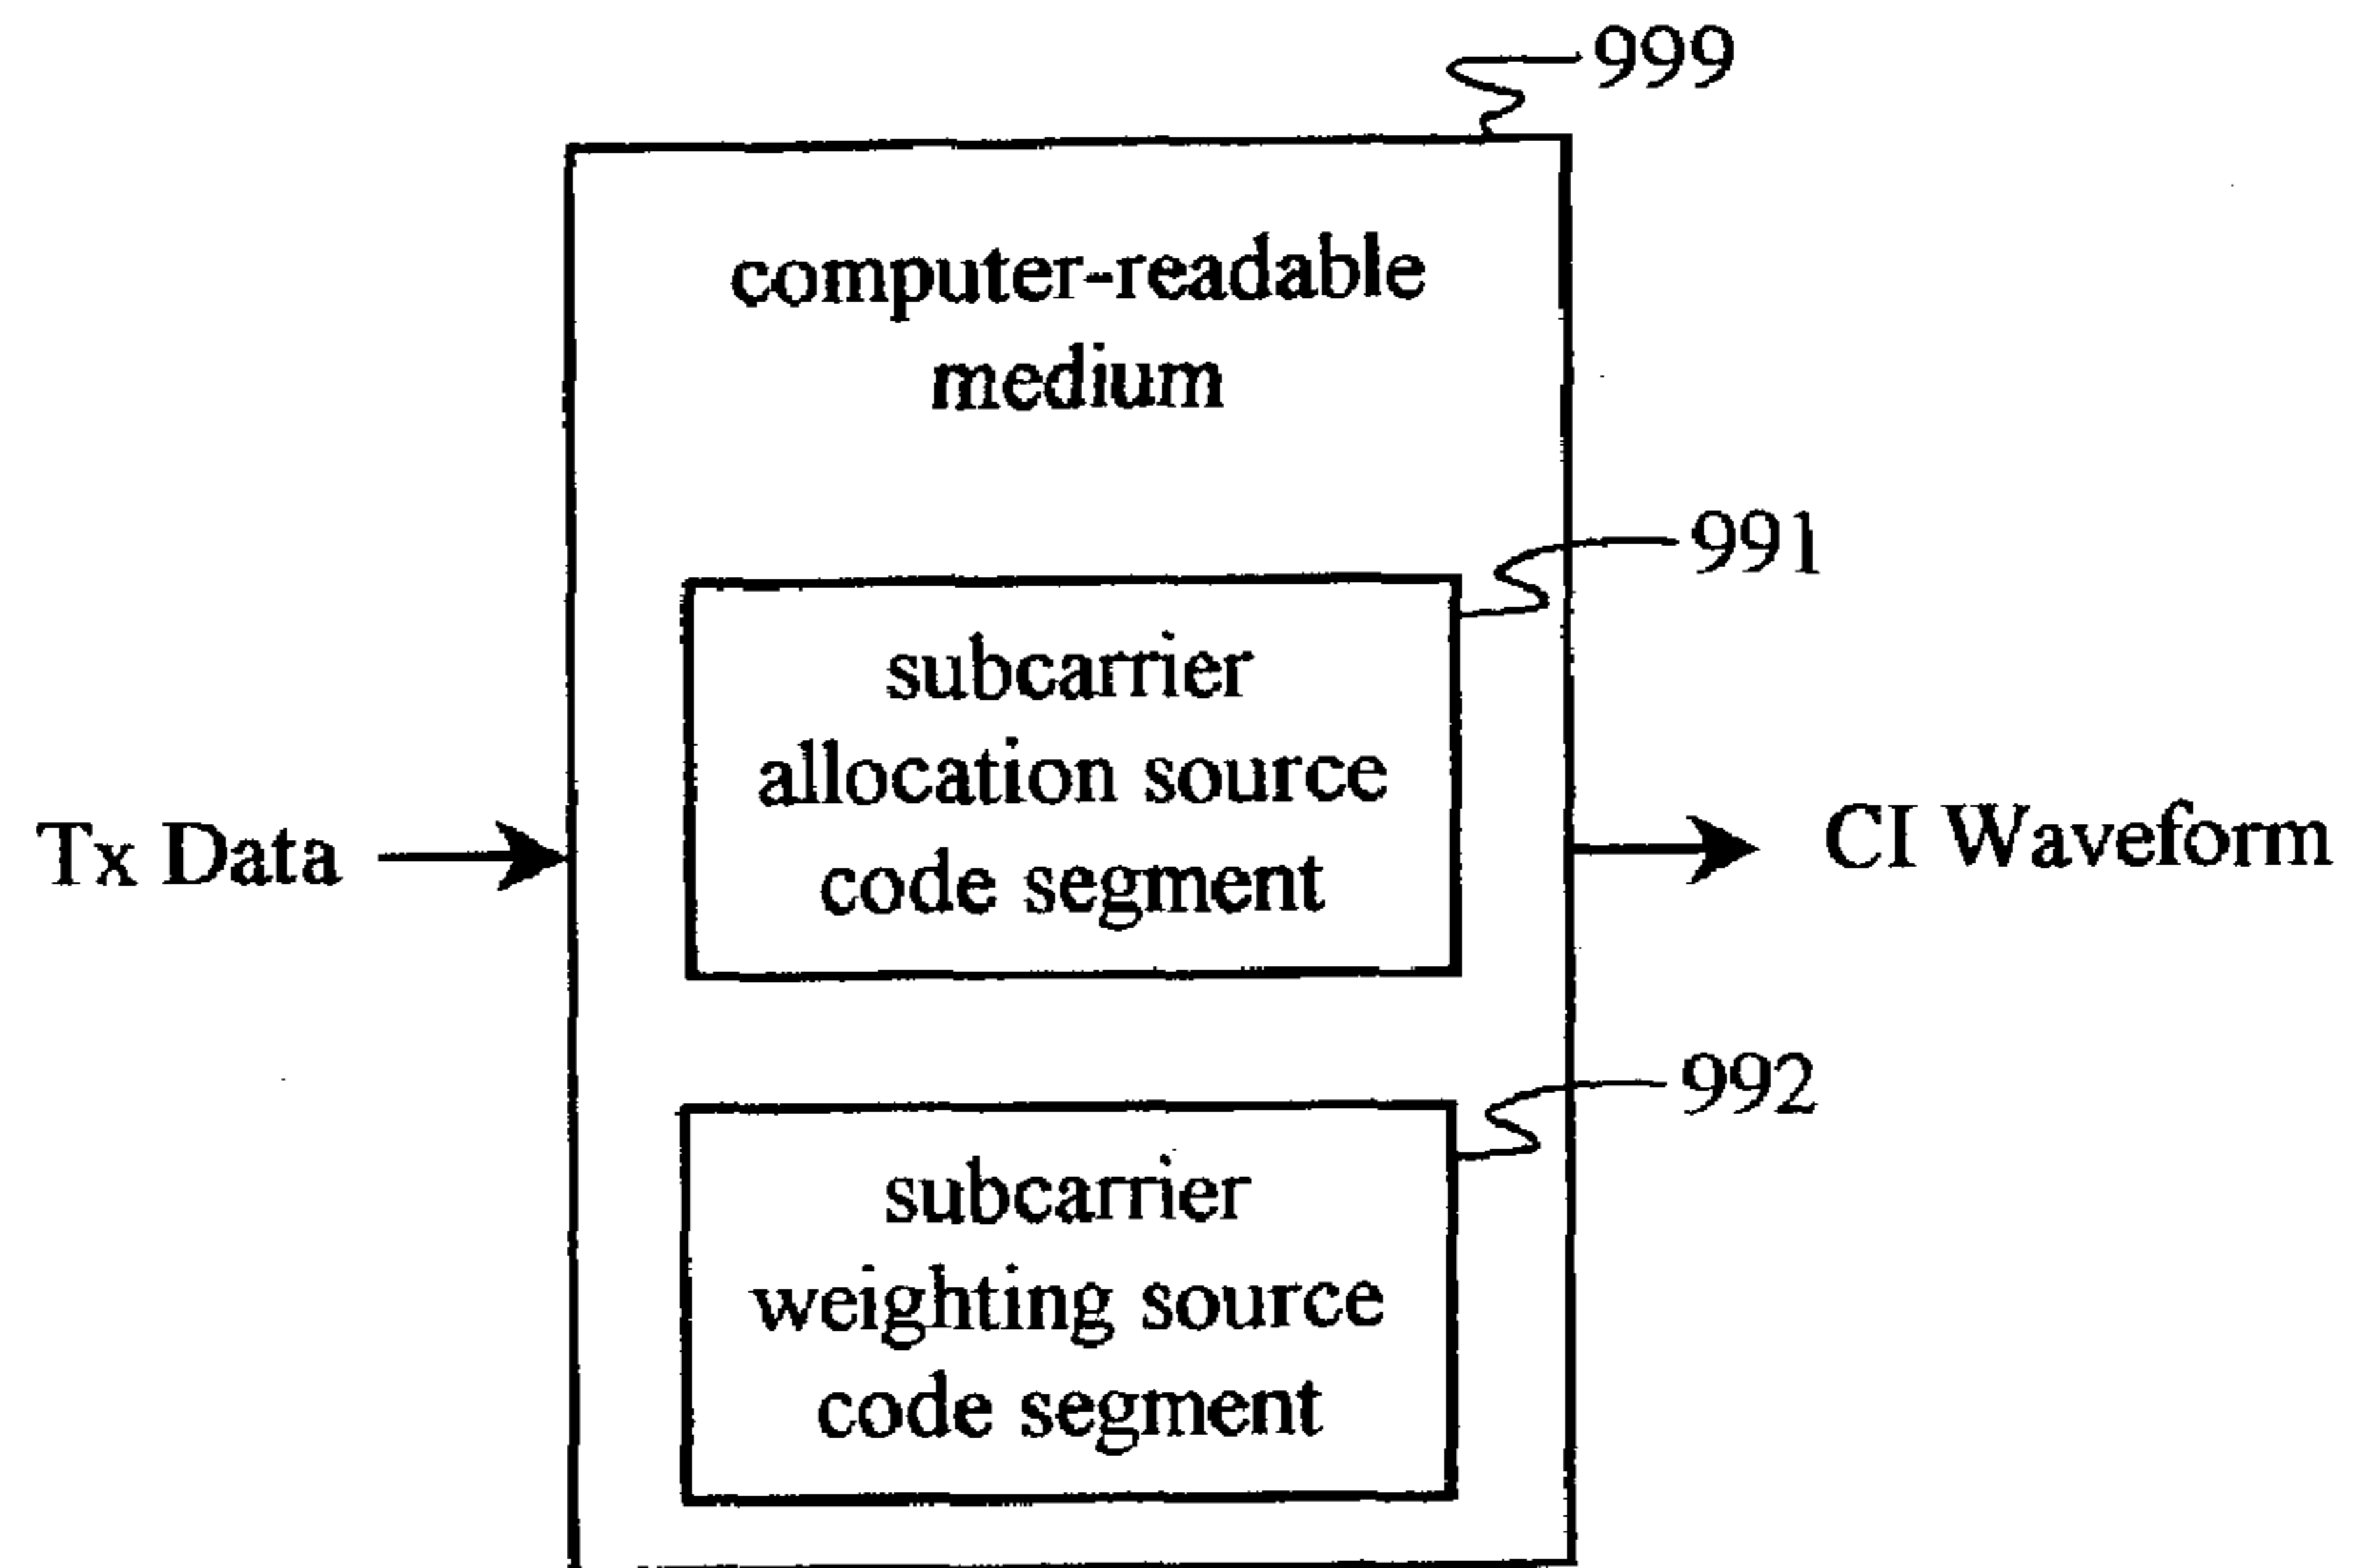 999
computer-readable
medium
991
subcarrier
allocation source
code segment
Tx Data
CI Waveform
992
subcarrier
weighting source
code segment